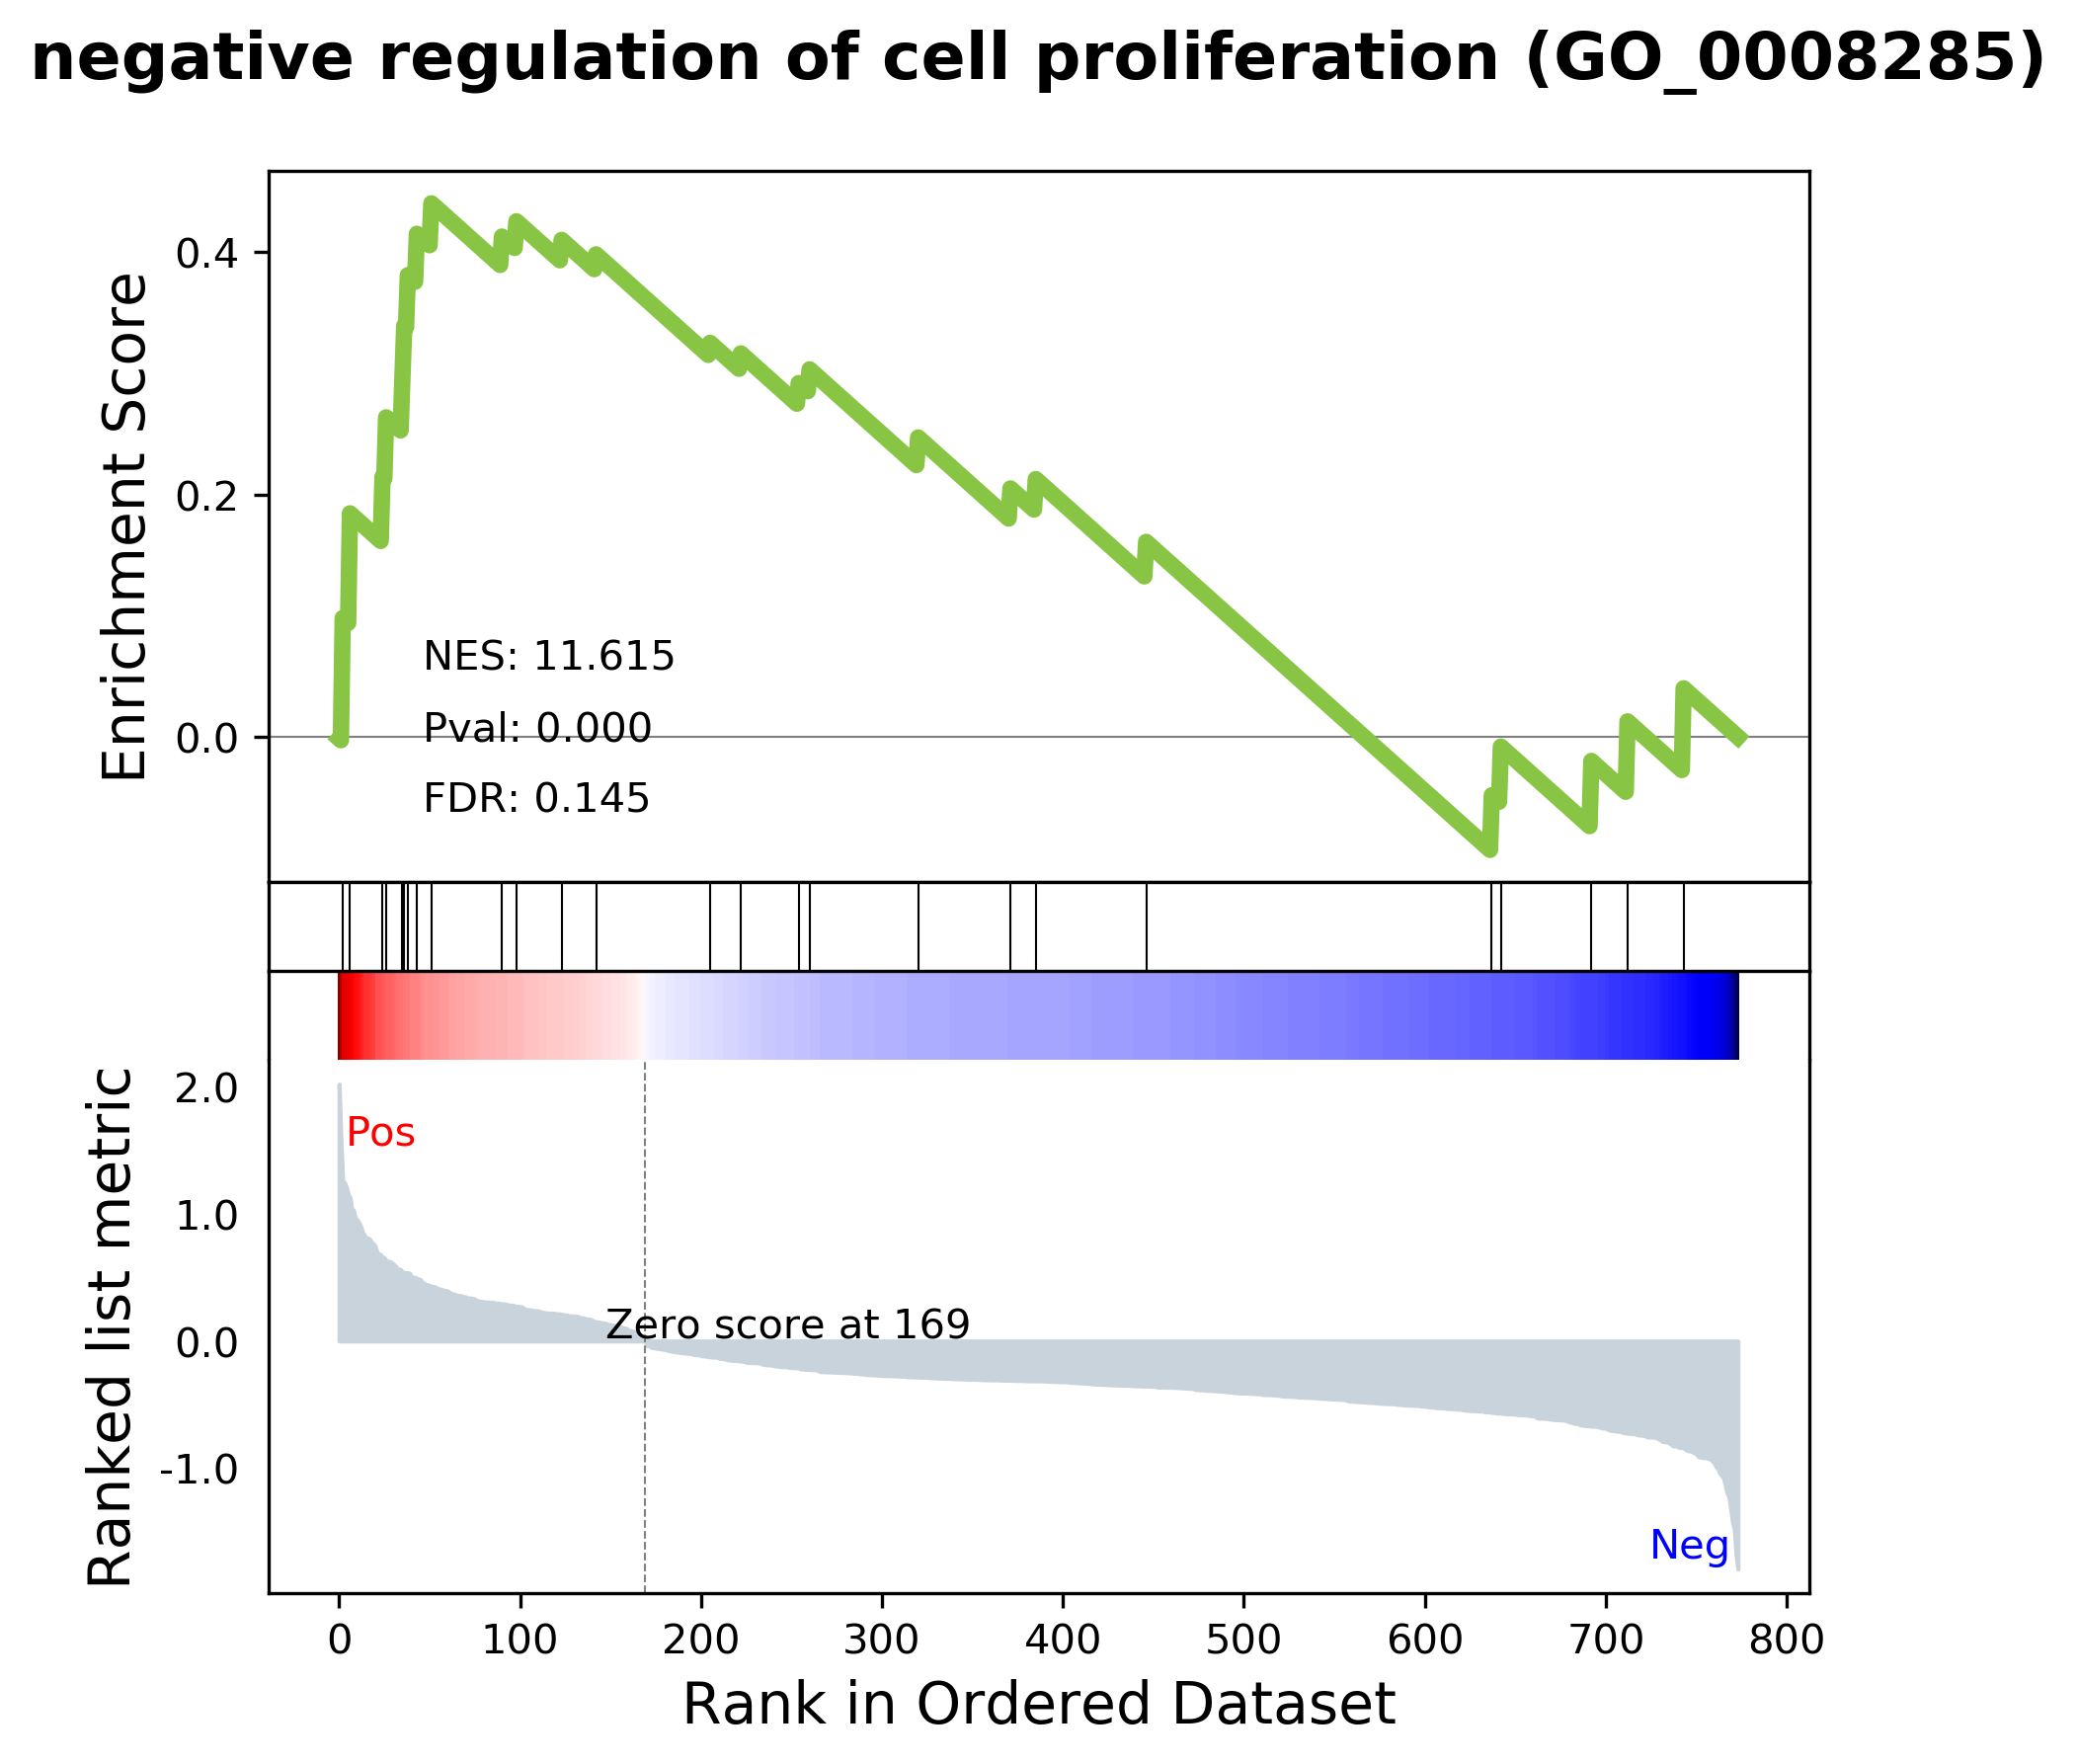 negative regulation of cell proliferation (GO_0008285)
Enrichment Score
0.4
0.2
0.0
NES: 11.615
Pval: 0.000
FDR: 0.145
Ranked list metric
2.0
1.0
0.0
-1.0
Pos
Zero score at 169
Neg
0 100 200 300 400 500 600 700 800
Rank in Ordered Dataset